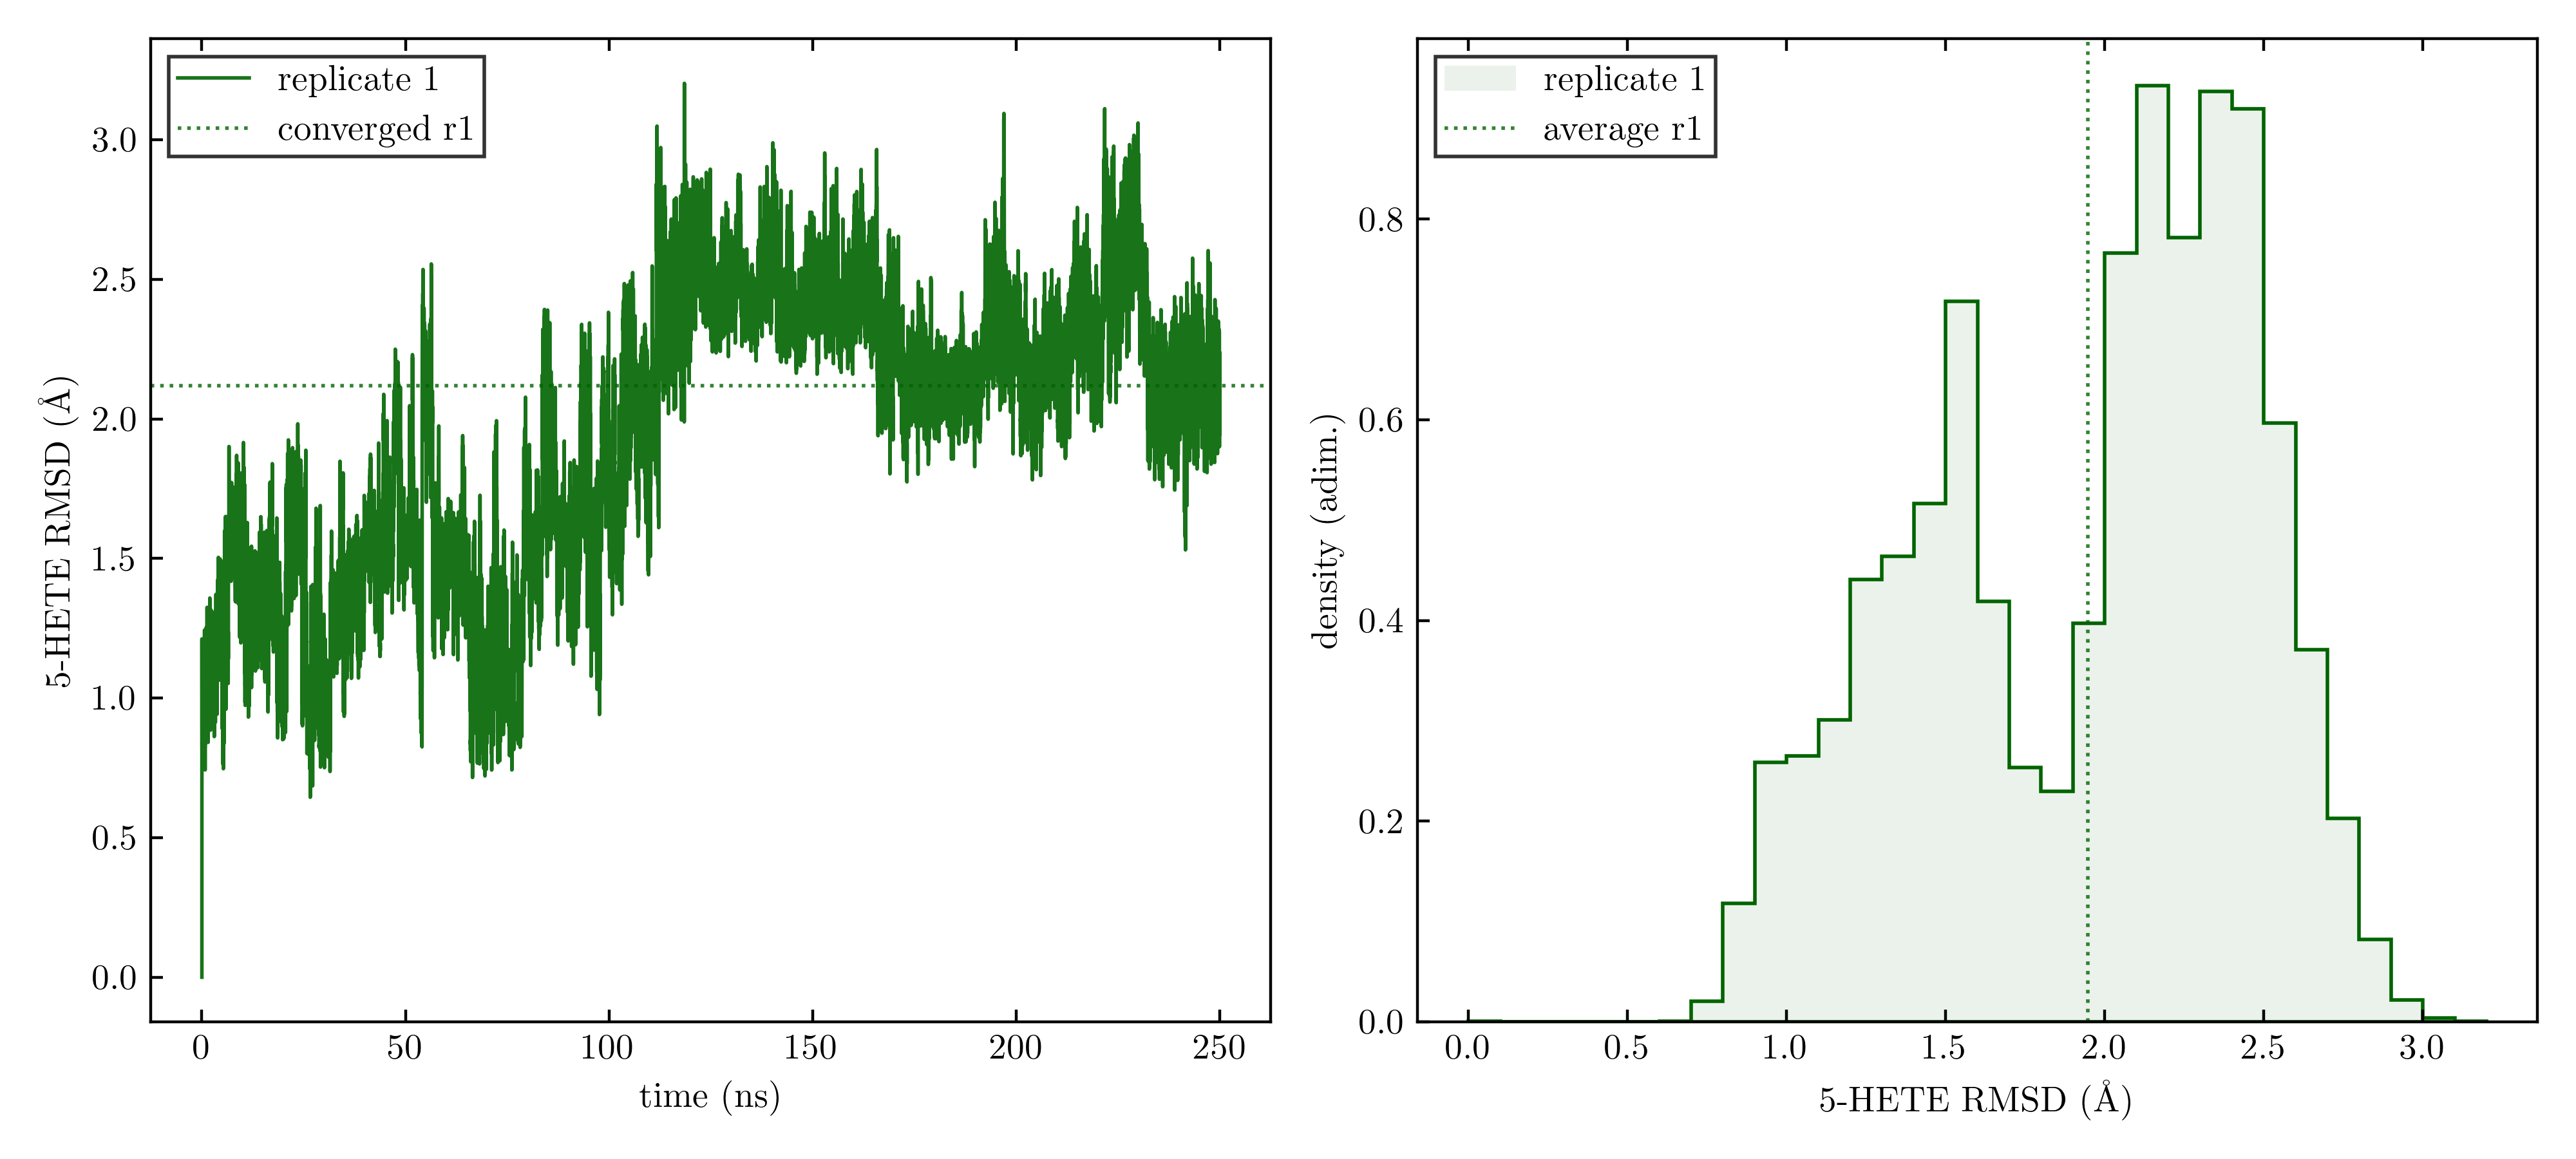 replicate 1
converged r1
3.0
2.5
2.0
1.5
1.0
0.5
0.0
5-HETE RMSD (Å)
0 50 100 150 200 250
time (ns)
replicate 1
average r1
0.8
0.6
0.4
0.2
0.0
density (adim.)
0.0 0.5 1.0 1.5 2.0 2.5 3.0
5-HETE RMSD (Å)